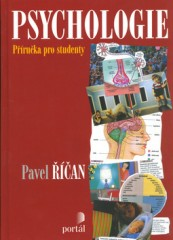 PSYCHOLOGIE
Příručka pro studenty
Pavel ŘÍČAN
portál